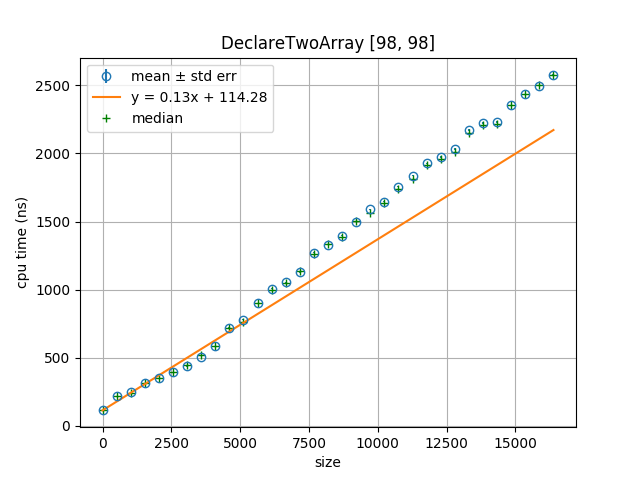 DeclareTwoArray [98, 98]
mean ± std err
y = 0.13x + 114.28
median
2500
2000
1500
1000
500
0
cpu time (ns)
0 2500 5000 7500 10000 12500 15000
size